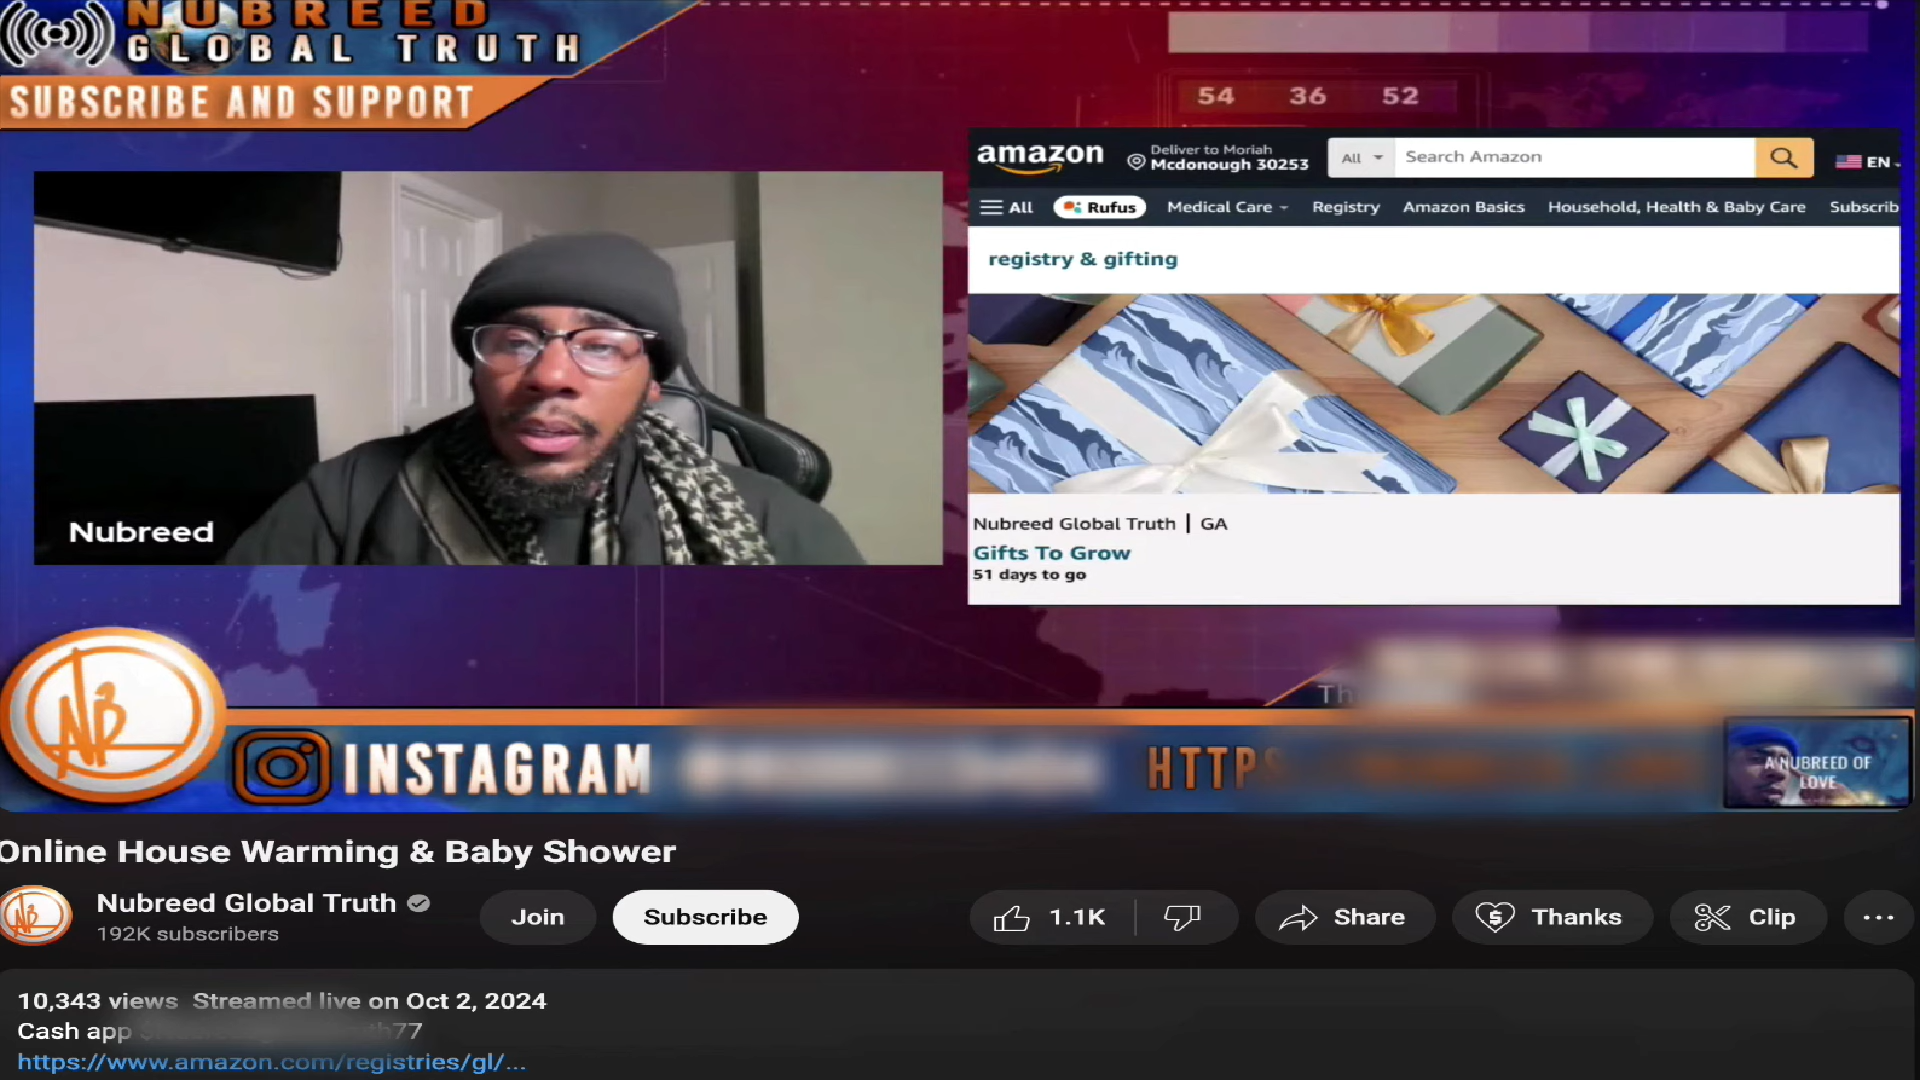 NUBREED
GLOBAL TRUTH
SUBSCRIBE AND SUPPORT
54 36 52
amazon
Deliver to Moriah
Mcdonough 30253
All
Search Amazon
EN
All
Rufus
Medical Care
Registry
Amazon Basics
Household, Health & Baby Care
Subscrib
registry & gifting
Nubreed
Nubreed Global Truth | GA
Gifts To Grow
51 days to go
Th
NB
INSTAGRAM
HTTPS
A NUBREED OF
LOVE
Online House Warming & Baby Shower
Nubreed Global Truth
192K subscribers
Join
Subscribe
1.1K
Share
Thanks
Clip
10,343 views Streamed live on Oct 2, 2024
Cash app 77
https://www.amazon.com/registries/gl/...